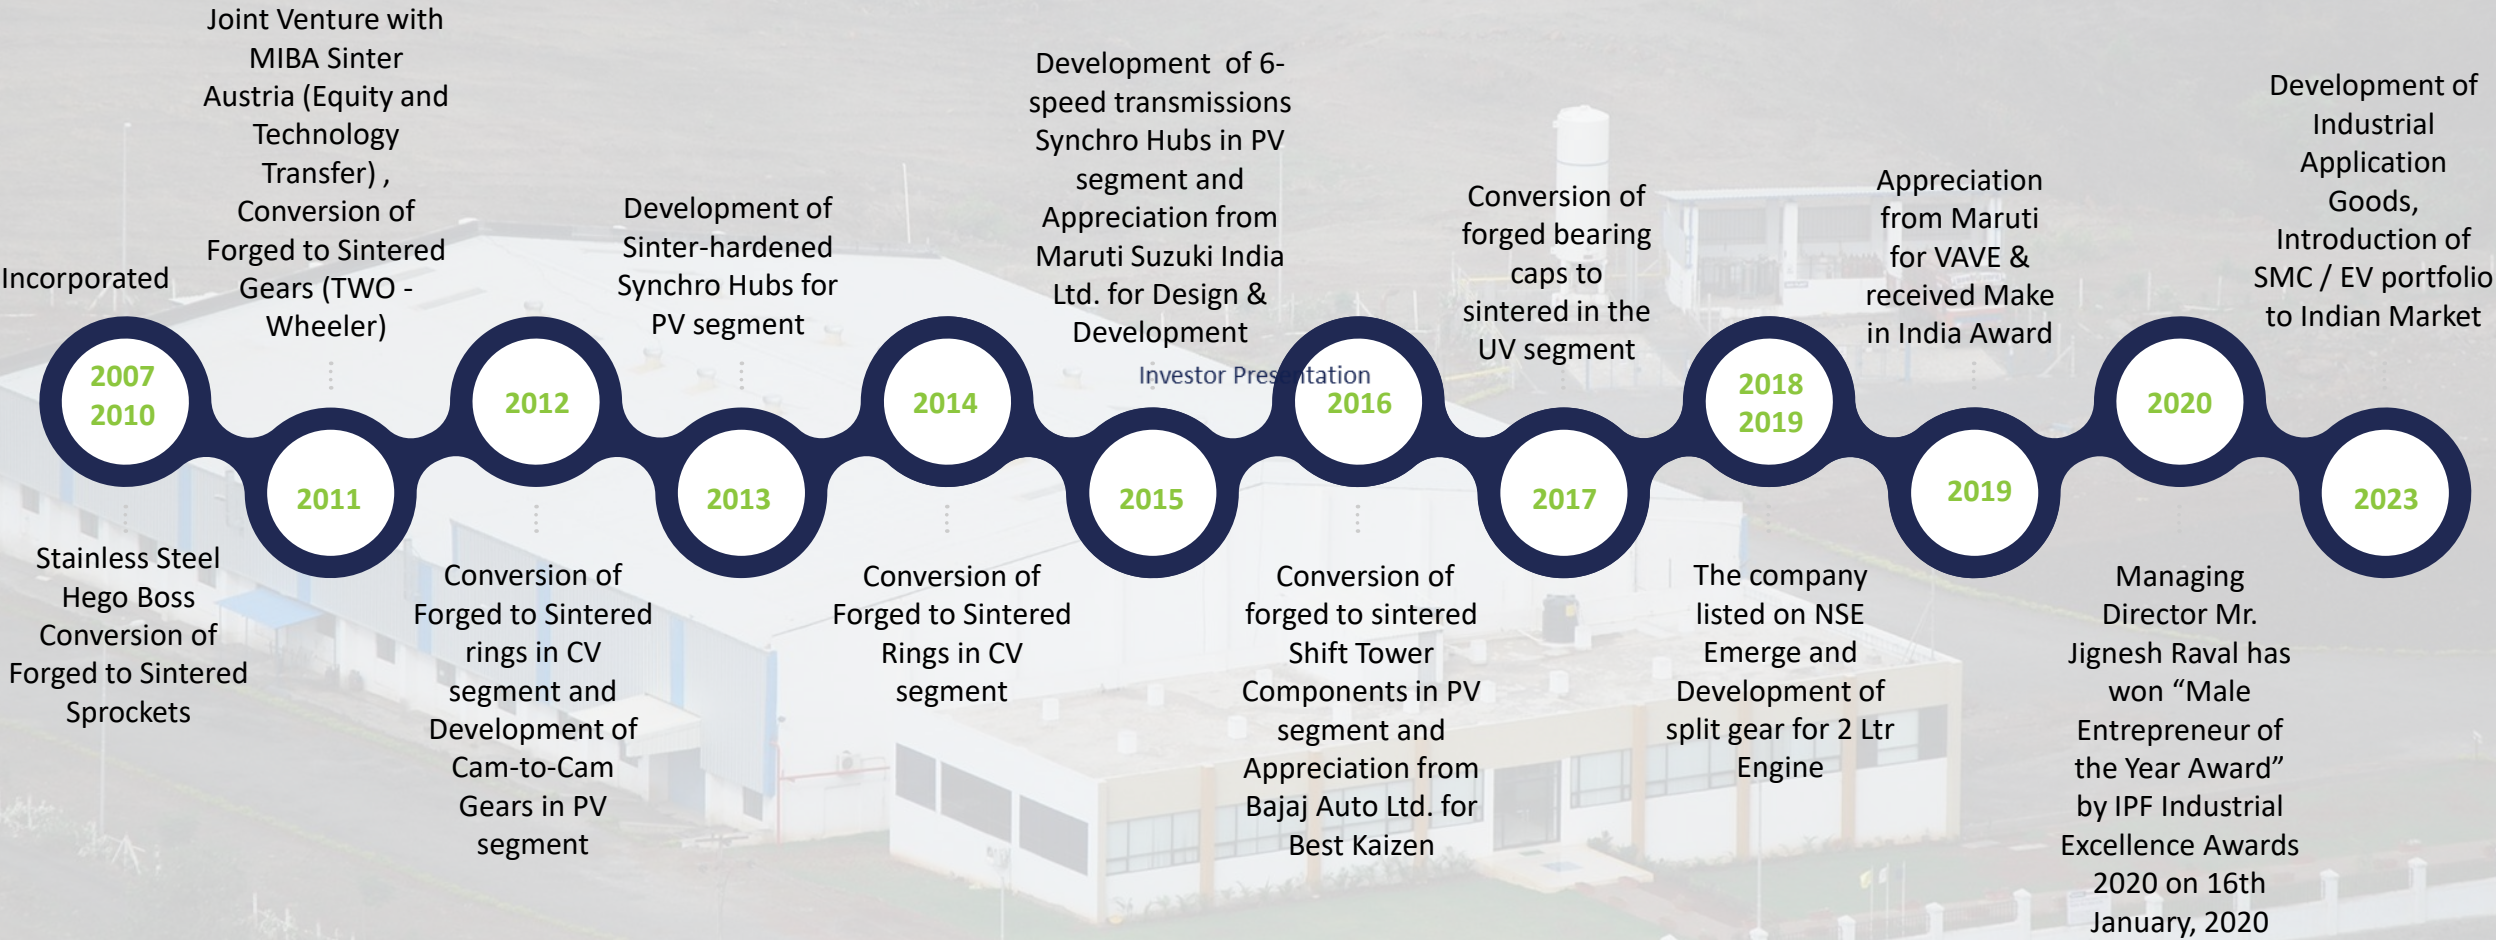 Incorporated
2007
2010
Stainless Steel
Hego Boss
Conversion of
Forged to Sintered
Sprockets
Joint Venture with
MIBA Sinter
Austria (Equity and
Technology
Transfer) ,
Conversion of
Forged to Sintered
Gears (TWO -
Wheeler)
2011
2012
Conversion of
Forged to Sintered
rings in CV
segment and
Development of
Cam-to-Cam
Gears in PV
segment
Development of
Sinter-hardened
Synchro Hubs for
PV segment
2013
2014
Conversion of
Forged to Sintered
Rings in CV
segment
Development of 6-
speed transmissions
Synchro Hubs in PV
segment and
Appreciation from
Maruti Suzuki India
Ltd. for Design &
Development
2015
Investor Presentation
2016
Conversion of
forged to sintered
Shift Tower
Components in PV
segment and
Appreciation from
Bajaj Auto Ltd. for
Best Kaizen
Conversion of
forged bearing
caps to
sintered in the
UV segment
2017
2018
2019
The company
listed on NSE
Emerge and
Development of
split gear for 2 Ltr
Engine
Appreciation
from Maruti
for VAVE &
received Make
in India Award
2019
2020
Managing
Director Mr.
Jignesh Raval has
won “Male
Entrepreneur of
the Year Award”
by IPF Industrial
Excellence Awards
2020 on 16th
January, 2020
Development of
Industrial
Application
Goods,
Introduction of
SMC / EV portfolio
to Indian Market
2023